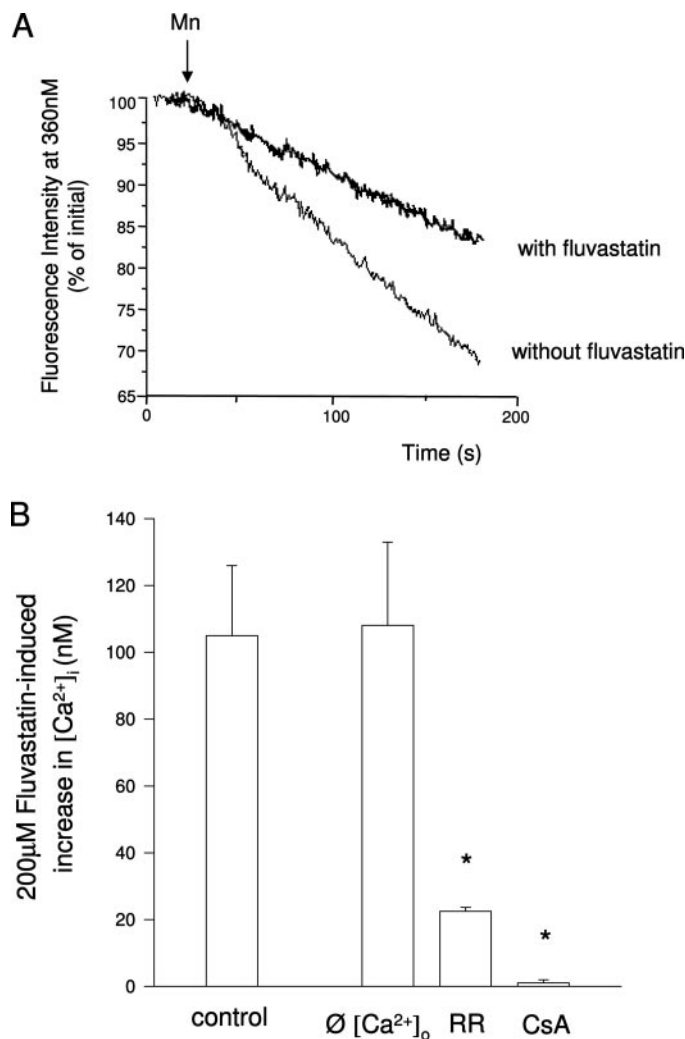 A
Mn
Fluorescence Intensity at 360nM
(% of initial)
100
95
90
85
80
75
70
65
with fluvastatin
without fluvastatin
0
100
200
Time (s)
B
200µM Fluvastatin-induced
increase in [Ca²⁺]ᵢ (nM)
140
120
100
80
60
40
20
0
*
*
control
Ø [Ca²⁺]ₒ
RR
CsA